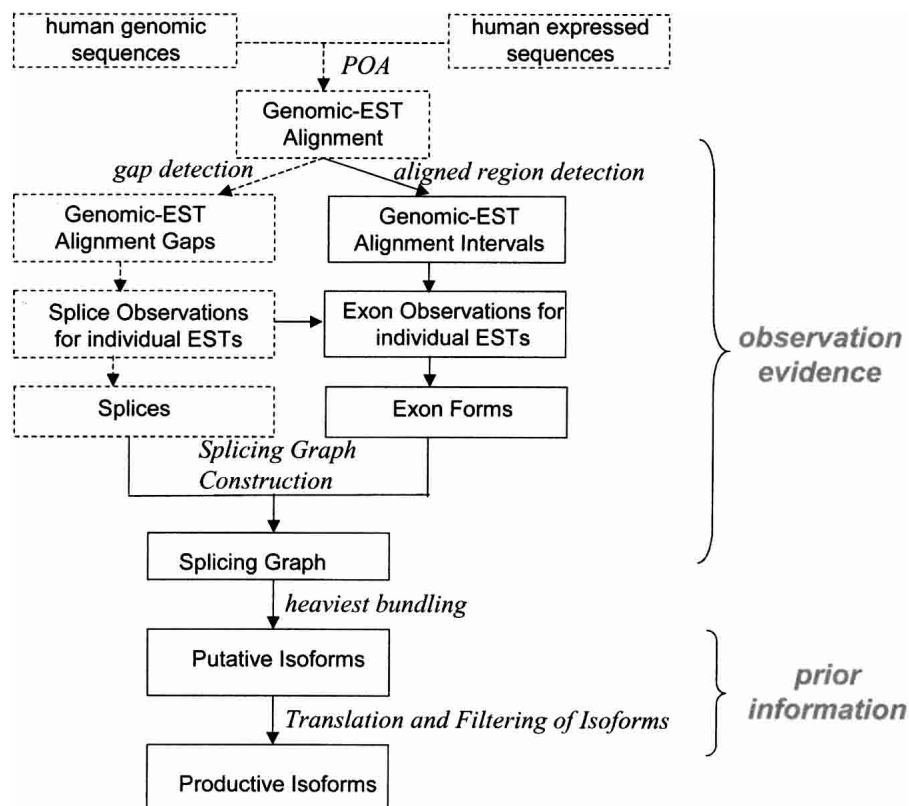 human genomic
sequences
human expressed
sequences
POA
Genomic-EST
Alignment
gap detection
aligned region detection
Genomic-EST
Alignment Gaps
Genomic-EST
Alignment Intervals
Splice Observations
for individual ESTs
Exon Observations for
individual ESTs
observation
evidence
Splices
Exon Forms
Splicing Graph
Construction
Splicing Graph
heaviest bundling
Putative Isoforms
prior
information
Translation and Filtering of Isoforms
Productive Isoforms